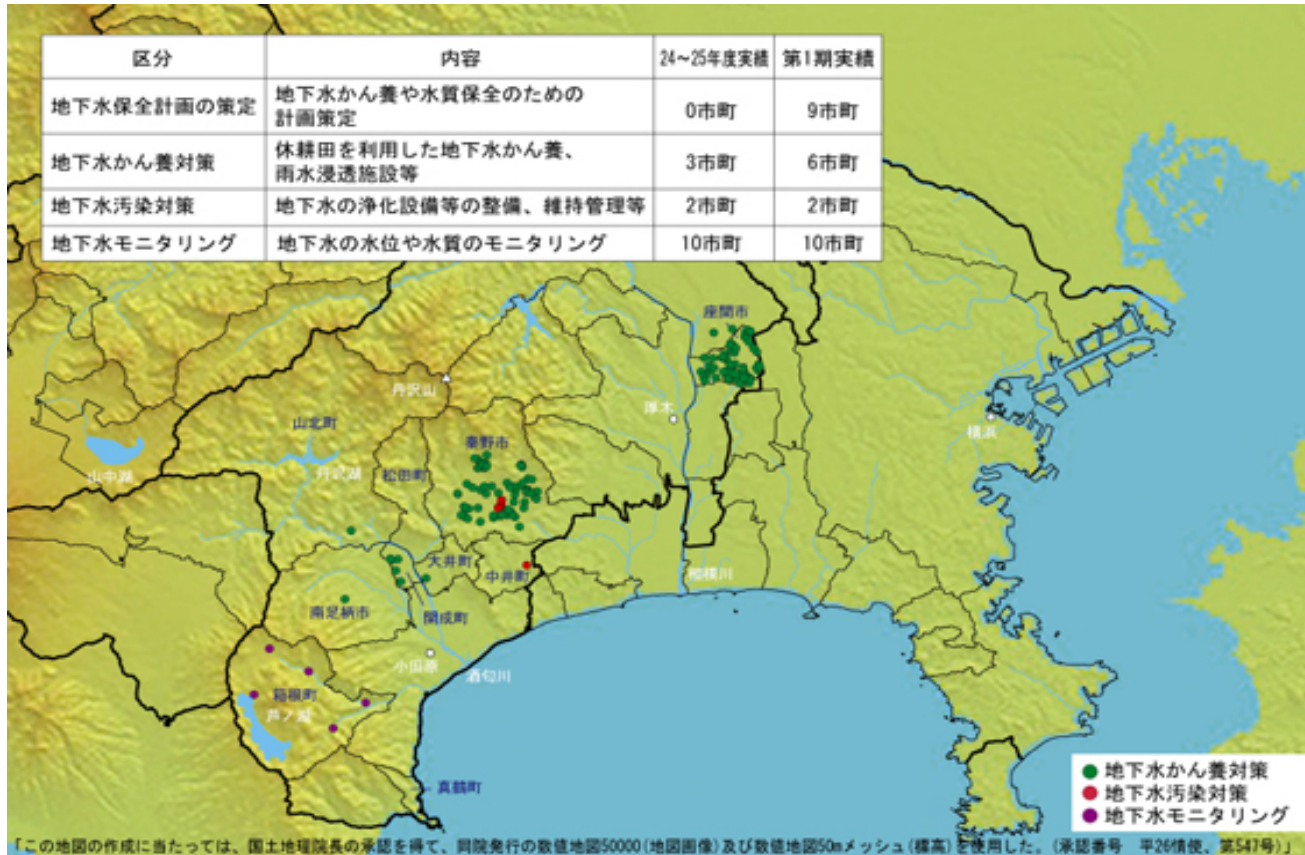 区分 内容 24~25年度実績 第1期実績
地下水保全計画の策定 地下水かん養や水質保全のための
計画策定 0市町 9市町
地下水かん養対策 休耕田を利用した地下水かん養、
雨水浸透施設等 3市町 6市町
地下水汚染対策 地下水の浄化設備等の整備、維持管理等 2市町 2市町
地下水モニタリング 地下水の水位や水質のモニタリング 10市町 10市町
座間市
丹沢山
厚木
山北町
横浜
秦野市
山中湖
丹沢湖
松田町
大井町
中井町
相模川
南足柄市
開成町
小田原
酒匂川
箱根町
芦ノ湖
真鶴町
地下水かん養対策
地下水汚染対策
地下水モニタリング
「この地図の作成に当たっては、国土地理院長の承認を得て、同院発行の数値地図50000(地図画像)及び数値地図50mメッシュ(標高)を使用した。(承認番号 平26情使、第547号)」